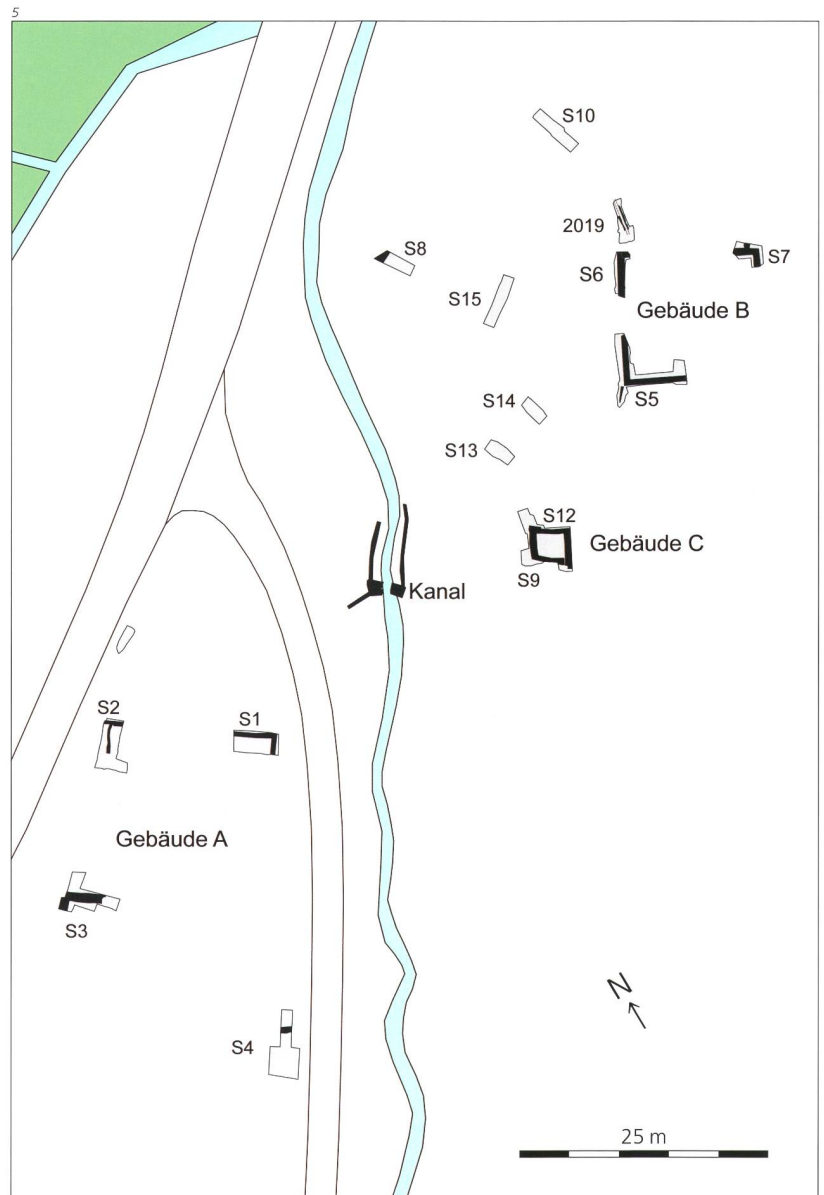 5
S10
2019
S8
S7
S6
S15
Gebäude B
S14
S5
S13
S12
Gebäude C
S9
Kanal
S2
S1
Gebäude A
S3
N
S4
25 m